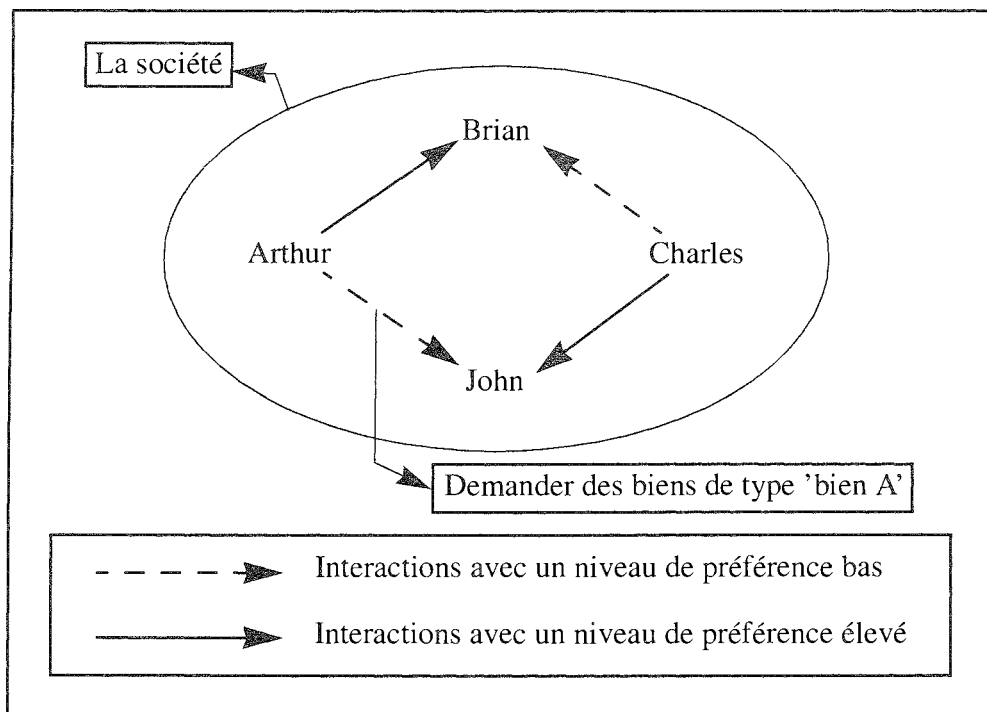 La société
Brian
Arthur
Charles
John
Demander des biens de type 'bien A'
Interactions avec un niveau de préférence bas
Interactions avec un niveau de préférence élevé